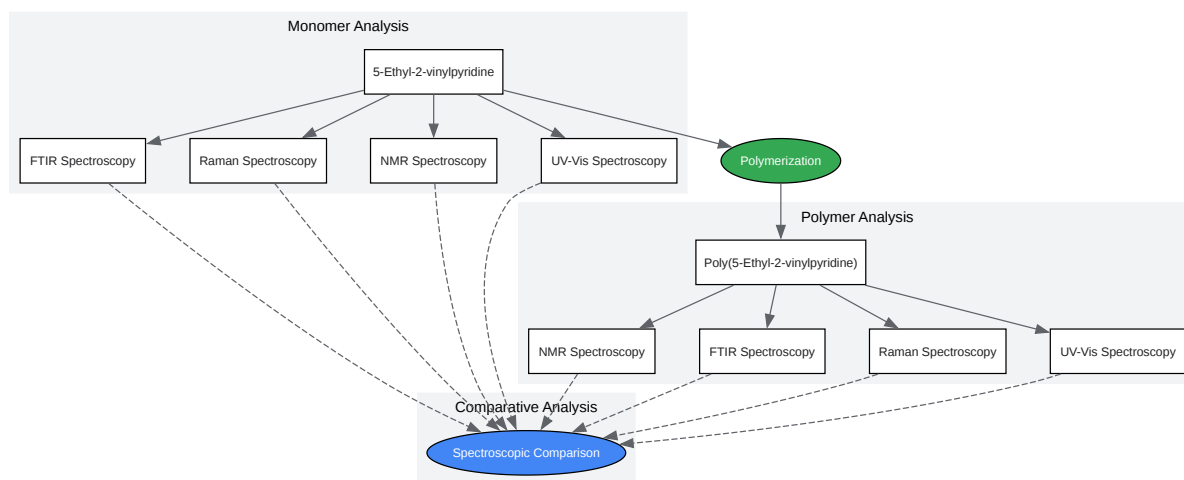 Monomer Analysis
5-Ethyl-2-vinylpyridine
FTIR Spectroscopy
Raman Spectroscopy
NMR Spectroscopy
UV-Vis Spectroscopy
Polymerization
Polymer Analysis
Poly(5-Ethyl-2-vinylpyridine)
NMR Spectroscopy
FTIR Spectroscopy
Raman Spectroscopy
UV-Vis Spectroscopy
Comparative Analysis
Spectroscopic Comparison